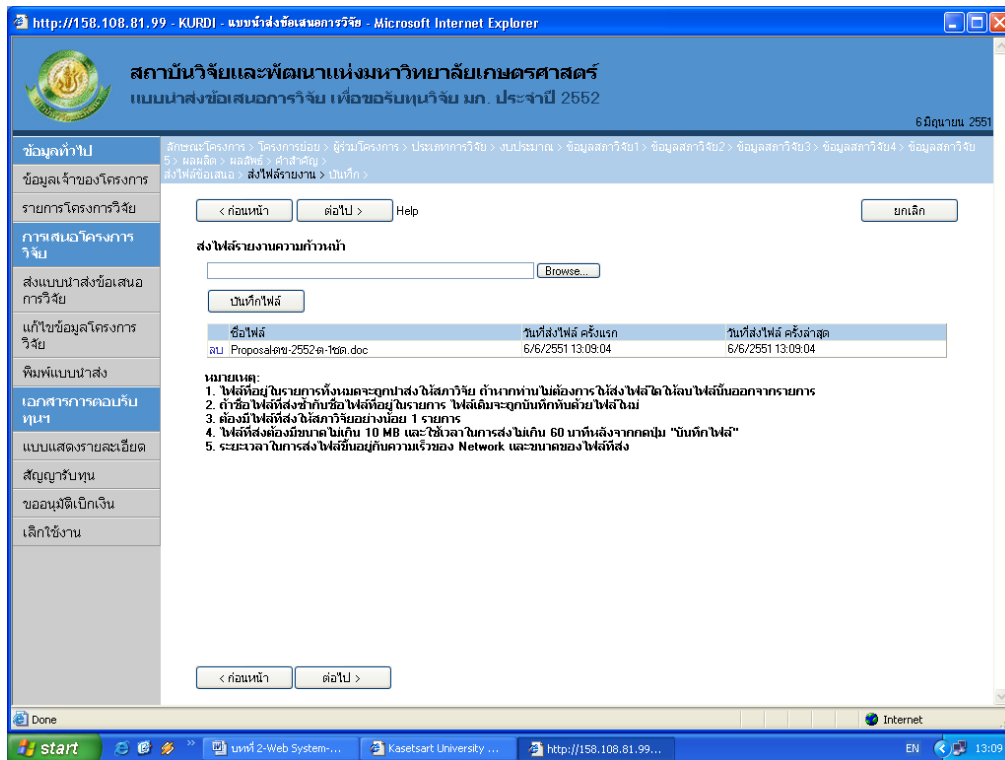 http://158.108.81.99 - KURDI - แบบนำส่งข้อเสนอการวิจัย - Microsoft Internet Explorer
สถาบันวิจัยและพัฒนาแห่งมหาวิทยาลัยเกษตรศาสตร์
แบบนำส่งข้อเสนอการวิจัย เพื่อขอรับทุนวิจัย มก. ประจำปี 2552
6 มิถุนายน 2551
ข้อมูลทั่วไป
ข้อมูลเจ้าของโครงการ
รายการโครงการวิจัย
การเสนอโครงการ
วิจัย
ส่งแบบนำส่งข้อเสนอ
การวิจัย
แก้ไขข้อมูลโครงการ
วิจัย
พิมพ์แบบนำส่ง
เอกสารการตอบรับ
ทุนฯ
แบบแสดงรายละเอียด
สัญญารับทุน
ขออนุมัติเบิกเงิน
เลิกใช้งาน
ลักษณะโครงการ > โครงการย่อย > ผู้ร่วมโครงการ > ประเภทการวิจัย > งบประมาณ > ข้อมูลสภาวิจัย1 > ข้อมูลสภาวิจัย2 > ข้อมูลสภาวิจัย3 > ข้อมูลสภาวิจัย4 > ข้อมูลสภาวิจัย
5 > ผลผลิต > ผลลัพธ์ > คำสำคัญ >
ส่งไฟล์ข้อเสนอ > ส่งไฟล์รายงาน > บันทึก >
< ก่อนหน้า ต่อไป > Help ยกเลิก
ส่งไฟล์รายงานความก้าวหน้า
Browse...
บันทึกไฟล์
ชื่อไฟล์ วันที่ส่งไฟล์ ครั้งแรก วันที่ส่งไฟล์ ครั้งล่าสุด
ลบ Proposal-ตข-2552-ด-1ชด.doc 6/6/2551 13:09:04 6/6/2551 13:09:04
หมายเหตุ:
1. ไฟล์ที่อยู่ในรายการทั้งหมดจะถูกนำส่งให้สภาวิจัย ถ้าหากท่านไม่ต้องการให้ส่งไฟล์ใด ให้ลบไฟล์นั้นออกจากรายการ
2. ถ้าชื่อไฟล์ที่ส่งซ้ำกับชื่อไฟล์ที่อยู่ในรายการ ไฟล์เดิมจะถูกบันทึกทับด้วยไฟล์ใหม่
3. ต้องมีไฟล์ที่ส่งให้สภาวิจัยอย่างน้อย 1 รายการ
4. ไฟล์ที่ส่งต้องมีขนาดไม่เกิน 10 MB และใช้เวลาในการส่งไม่เกิน 60 นาทีหลังจากกดปุ่ม "บันทึกไฟล์"
5. ระยะเวลาในการส่งไฟล์ขึ้นอยู่กับความเร็วของ Network และขนาดของไฟล์ที่ส่ง
< ก่อนหน้า ต่อไป >
Done Internet
start บทที่ 2-Web System-... Kasetsart University ... http://158.108.81.99... EN 13:09